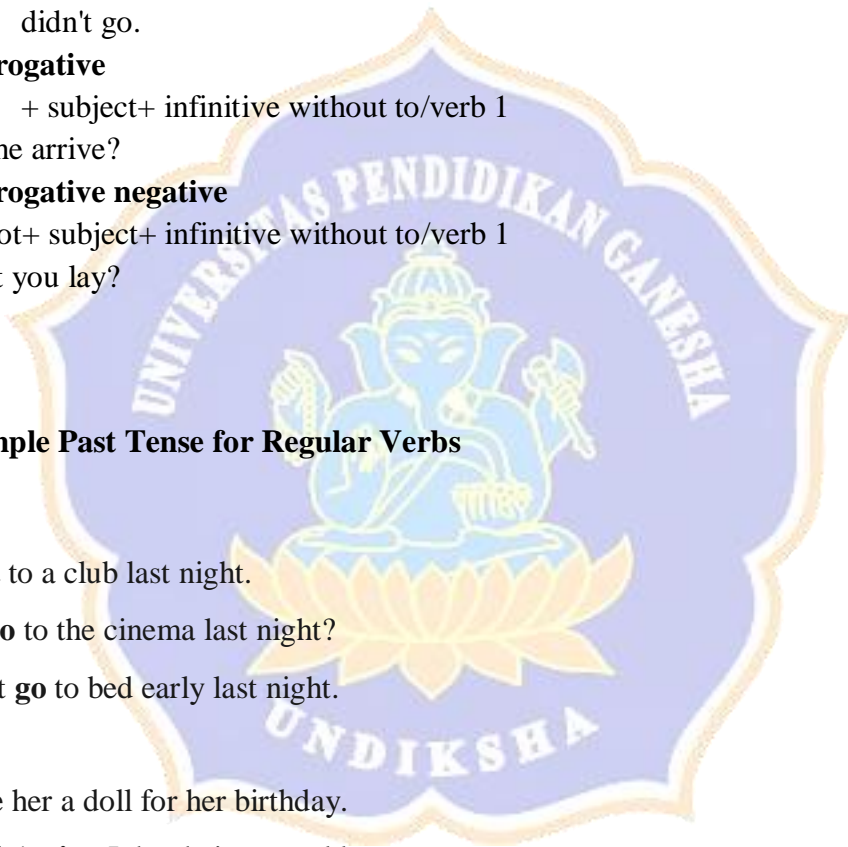 didn't go.
rogative
+ subject+ infinitive without to/verb 1
ne arrive?
rogative negative
ot+ subject+ infinitive without to/verb 1
t you lay?
UNIVERSITAS PENDIDIKAN GANESHA
nple Past Tense for Regular Verbs
to a club last night.
o to the cinema last night?
t go to bed early last night.
UNDIKSHA
e her a doll for her birthday.